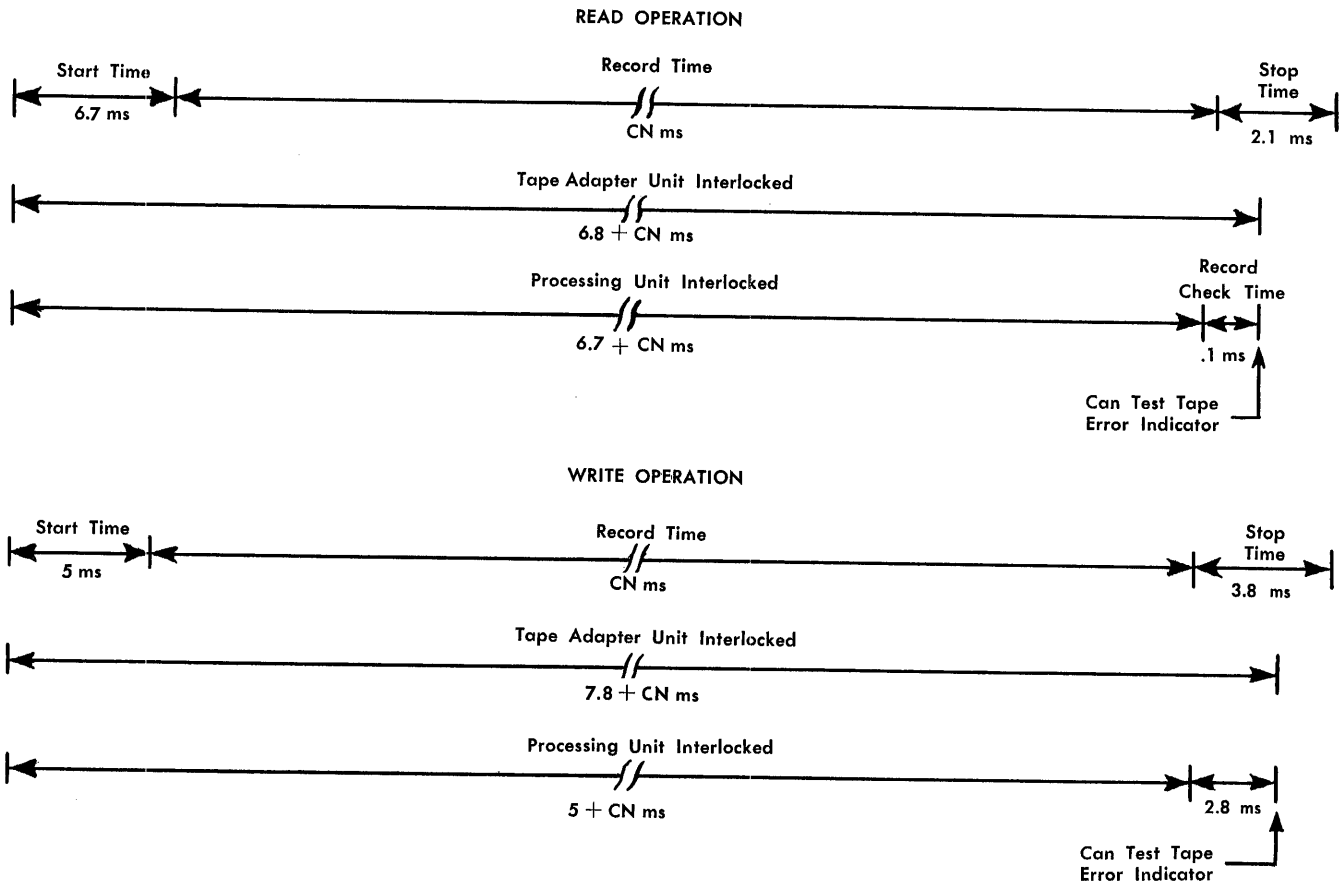 READ OPERATION
Start Time
6.7 ms
Record Time
CN ms
Stop
Time
2.1 ms
Tape Adapter Unit Interlocked
6.8 + CN ms
Processing Unit Interlocked
6.7 + CN ms
Record
Check Time
.1 ms
Can Test Tape
Error Indicator
WRITE OPERATION
Start Time
5 ms
Record Time
CN ms
Stop
Time
3.8 ms
Tape Adapter Unit Interlocked
7.8 + CN ms
Processing Unit Interlocked
5 + CN ms
2.8 ms
Can Test Tape
Error Indicator